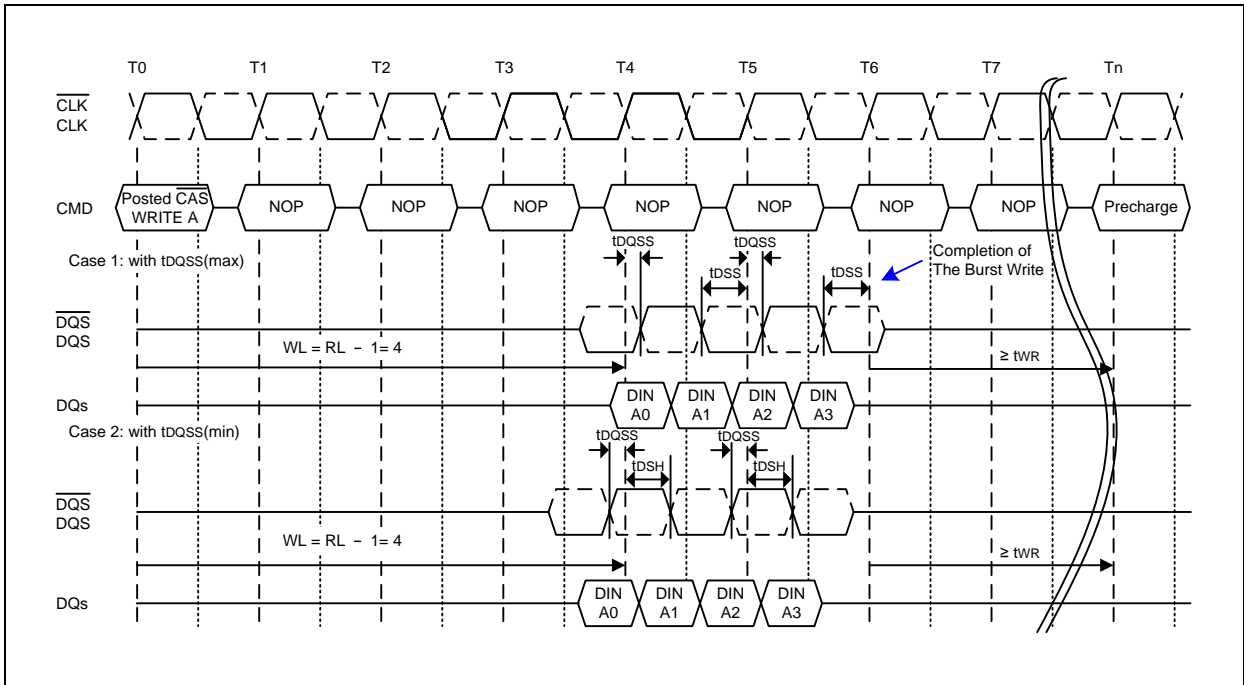 T0 T1 T2 T3 T4 T5 T6 T7 Tn
CLK
CLK
CMD
Posted CAS
WRITE A
NOP NOP NOP NOP NOP NOP NOP Precharge
Case 1: with tDQSS(max)
tDQSS tDQSS
tDSS tDSS
Completion of
The Burst Write
DQS
DQS
WL = RL - 1= 4
≥ tWR
DQs
DIN
A0
DIN
A1
DIN
A2
DIN
A3
Case 2: with tDQSS(min)
tDQSS tDQSS
tDSH tDSH
DQS
DQS
WL = RL - 1= 4
≥ tWR
DQs
DIN
A0
DIN
A1
DIN
A2
DIN
A3